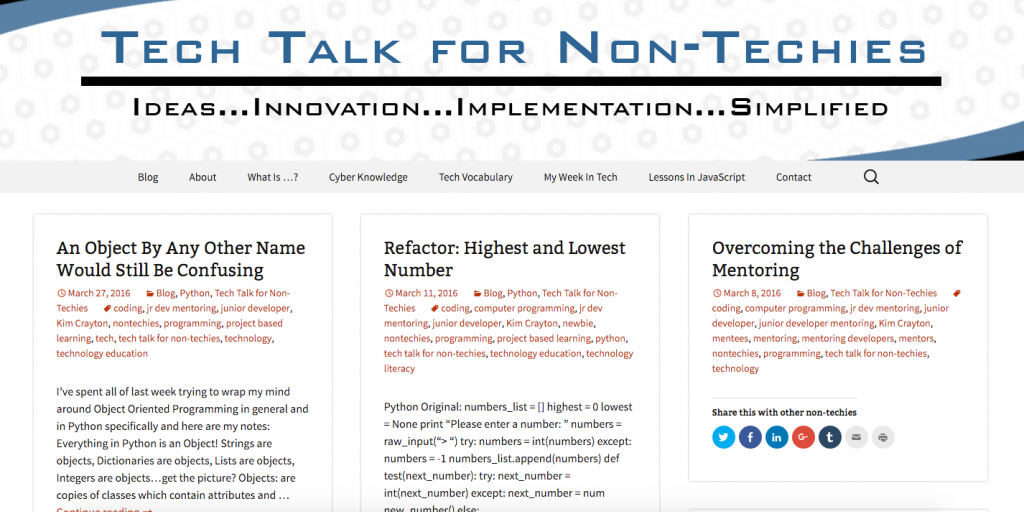 Tech Talk for Non-Techies
Ideas...Innovation...Implementation...Simplified
Blog About What Is ...? Cyber Knowledge Tech Vocabulary My Week In Tech Lessons In JavaScript Contact
An Object By Any Other Name
Would Still Be Confusing
March 27, 2016 Blog, Python, Tech Talk for Non-
Techies coding, jr dev mentoring, junior developer,
Kim Crayton, nontechies, programming, project based
learning, tech, tech talk for non-techies, technology,
technology education
I've spent all of last week trying to wrap my mind
around Object Oriented Programming in general and
in Python specifically and here are my notes:
Everything in Python is an Object! Strings are
objects, Dictionaries are objects, Lists are objects,
Integers are objects...get the picture? Objects: are
copies of classes which contain attributes and …
Continue reading →
Refactor: Highest and Lowest
Number
March 11, 2016 Blog, Python, Tech Talk for Non-
Techies coding, computer programming, jr dev
mentoring, junior developer, Kim Crayton, newbie,
nontechies, programming, project based learning, python,
tech talk for non-techies, technology education, technology
literacy
Python Original: numbers_list = [] highest = 0 lowest
= None print “Please enter a number: ” numbers =
raw_input(“> “) try: numbers = int(numbers) except:
numbers = -1 numbers_list.append(numbers) def
test(next_number): try: next_number =
int(next_number) except: next_number = num
new_number() else:
Overcoming the Challenges of
Mentoring
March 8, 2016 Blog, Tech Talk for Non-Techies
coding, computer programming, jr dev mentoring, junior
developer, junior developer mentoring, Kim Crayton,
mentees, mentoring, mentoring developers, mentors,
nontechies, programming, tech talk for non-techies,
technology
Share this with other non-techies